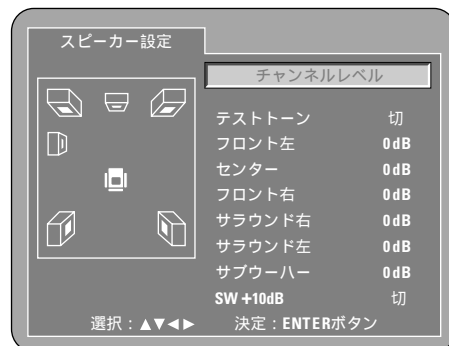 スピーカー設定
チャンネルレベル
テストトーン 切
フロント左 0dB
センター 0dB
フロント右 0dB
サラウンド右 0dB
サラウンド左 0dB
サブウーハー 0dB
SW +10dB 切
選択：▲▼◀▶ 決定：ENTERボタン